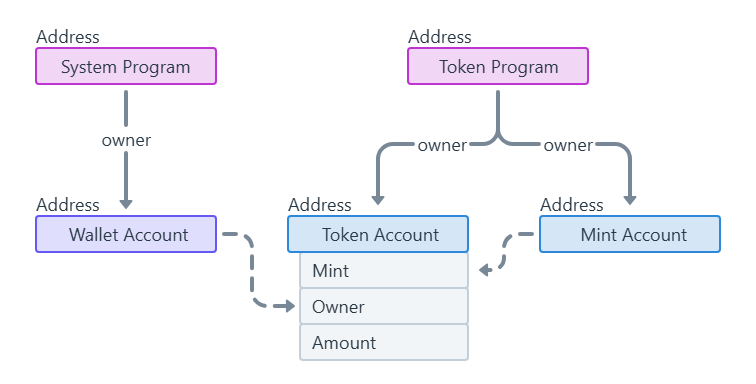 Address
System Program
Address
Token Program
owner
owner
owner
Address
Wallet Account
Address
Token Account
Address
Mint Account
Mint
Owner
Amount